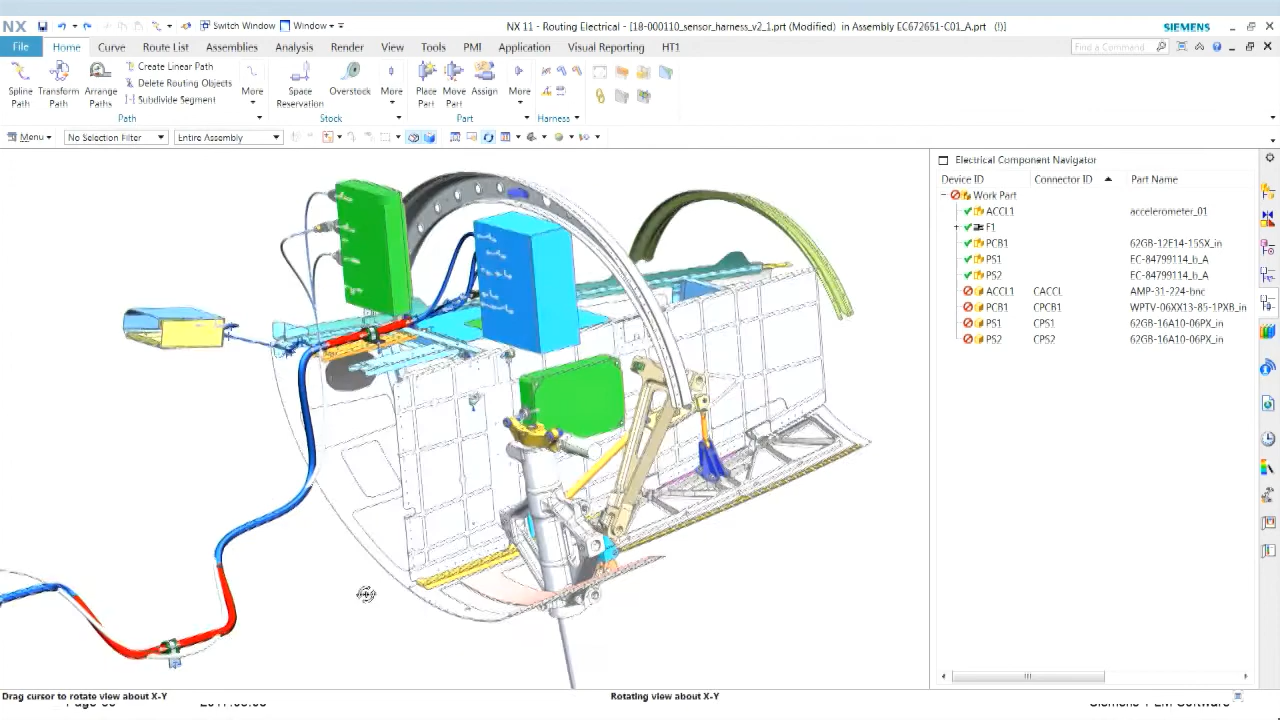 NX Switch Window Window NX 11 - Routing Electrical - [18-000110_sensor_harness_v2_1.prt (Modified) in Assembly EC672651-C01_A.prt (!)] SIEMENS
File Home Curve Route List Assemblies Analysis Render View Tools PMI Application Visual Reporting HT1 Find a Command
Create Linear Path
Delete Routing Objects
Subdivide Segment
Spline Path Transform Path Arrange Paths More Space Reservation Overstock More Place Part Move Part Assign More
Path Stock Part Harness
Menu No Selection Filter Entire Assembly
Electrical Component Navigator
Device ID Connector ID Part Name
Work Part
ACCL1 accelerometer_01
F1
PCB1 62GB-12E14-15SX_in
PS1 EC-84799114_b_A
PS2 EC-84799114_b_A
ACCL1 CACCL AMP-31-224-bnc
PCB1 CPCB1 WPTV-06XX13-85-1PXB_in
PS1 CPS1 62GB-16A10-06PX_in
PS2 CPS2 62GB-16A10-06PX_in
Drag cursor to rotate view about X-Y Rotating view about X-Y